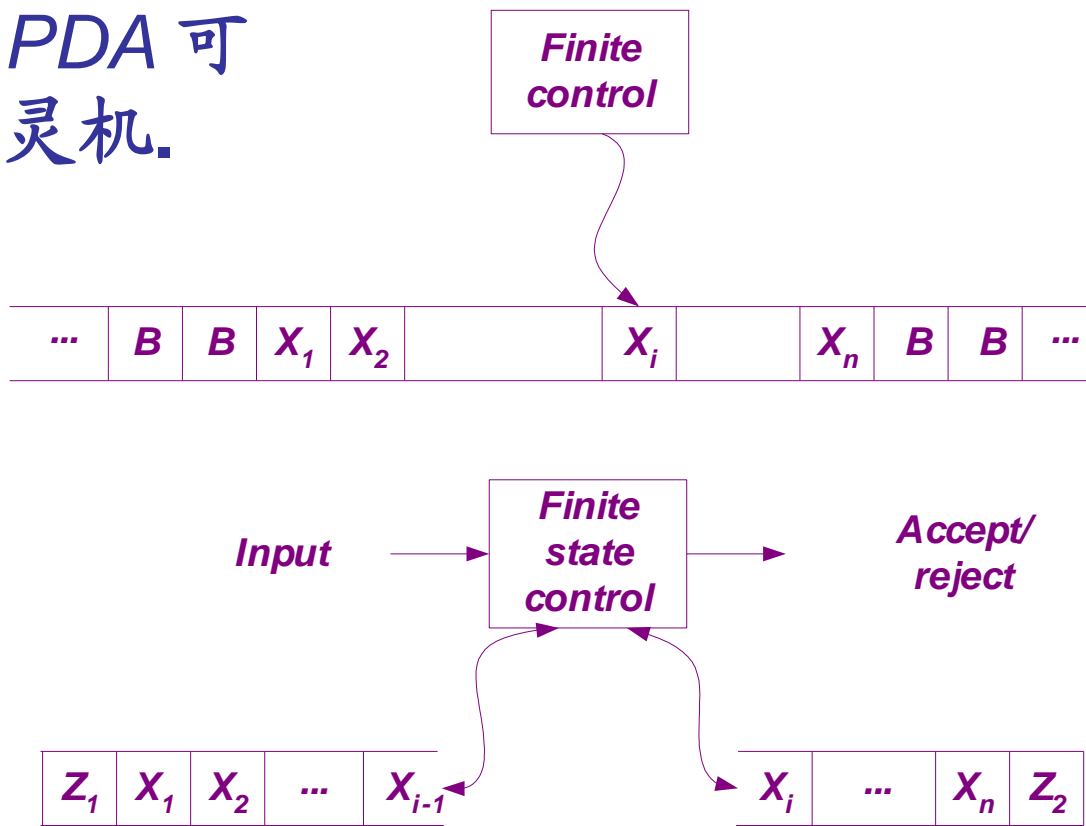 PDA 可
灵机.
Finite
control
... B B X₁ X₂ Xᵢ Xₙ B B ...
Input
Finite
state
control
Accept/
reject
Z₁ X₁ X₂ ... Xᵢ₋₁
Xᵢ ... Xₙ Z₂